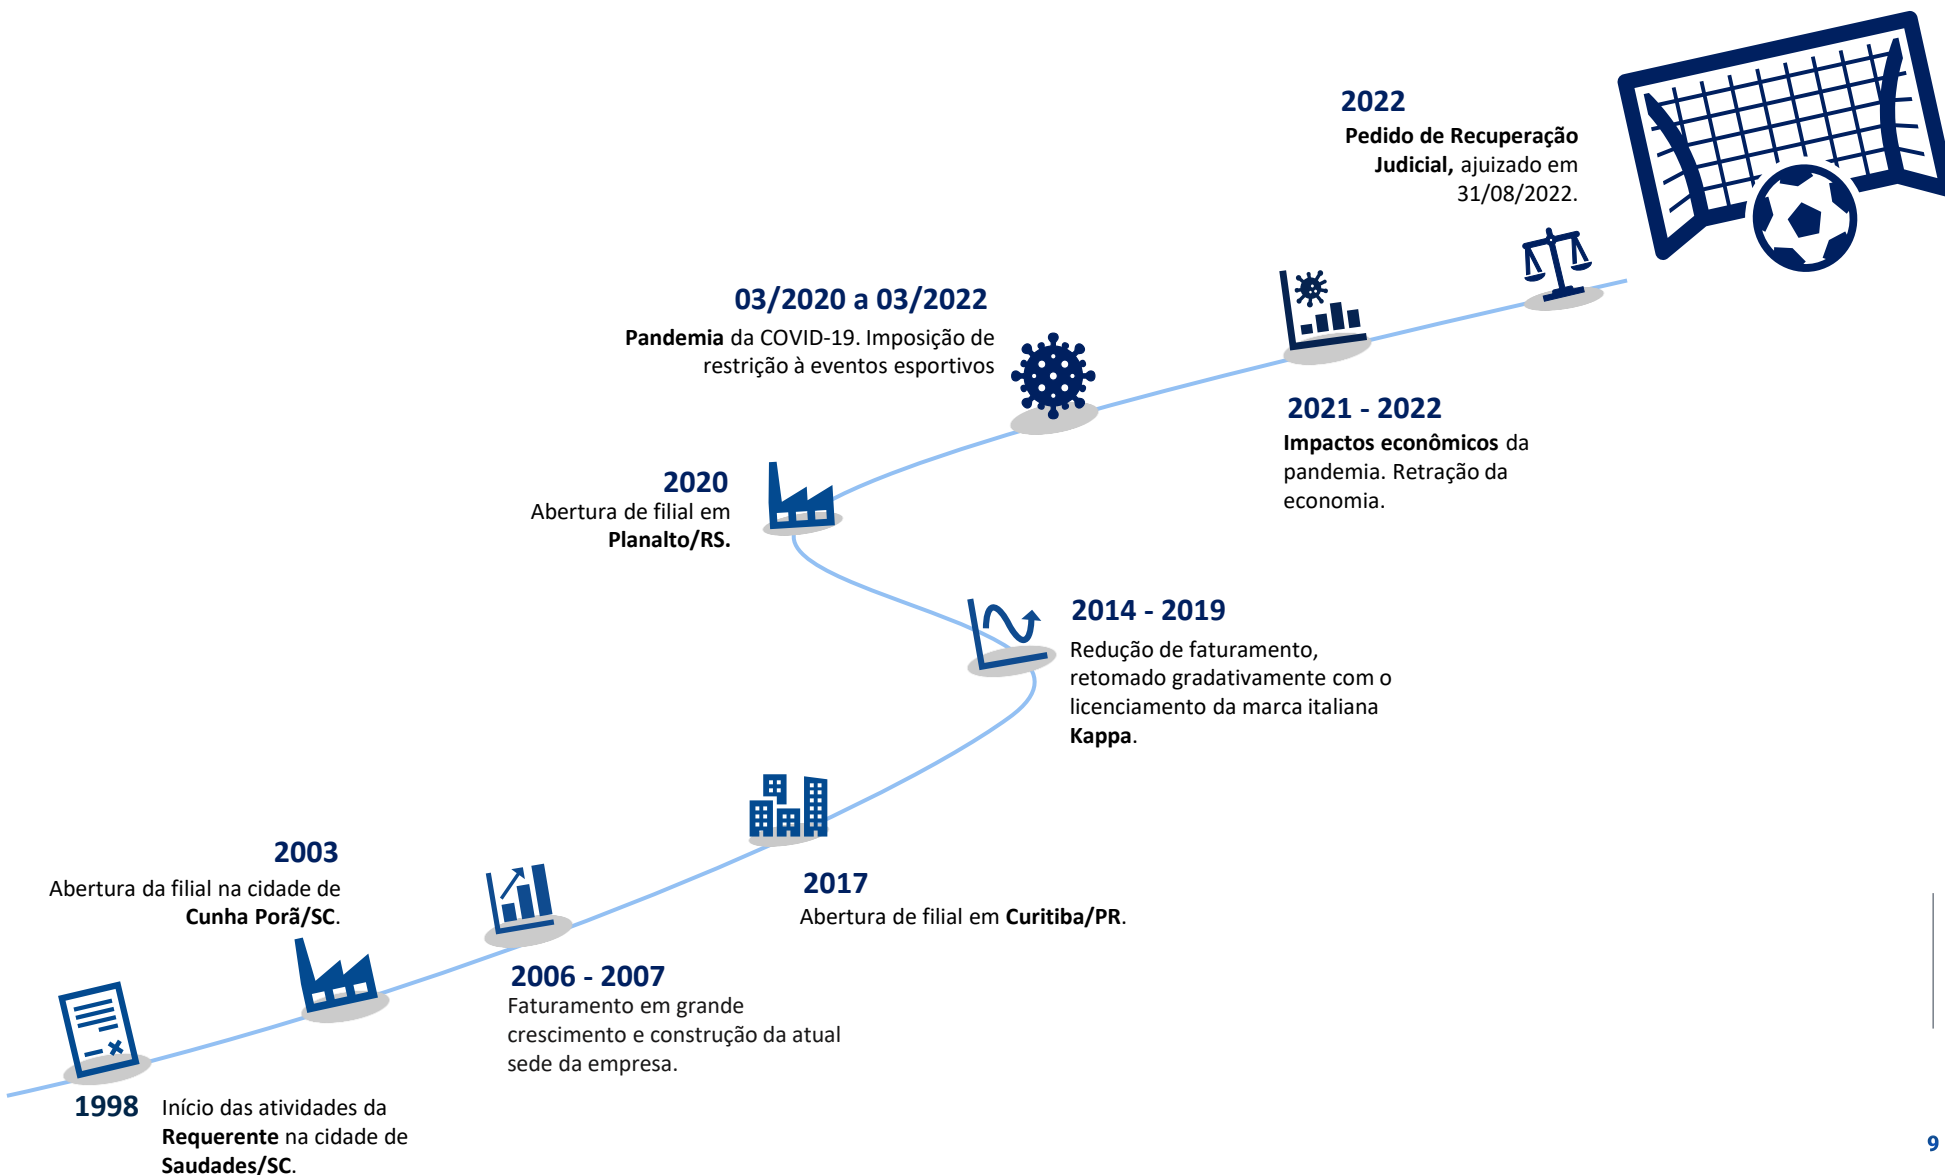 2022
Pedido de Recuperação
Judicial, ajuizado em
31/08/2022.
03/2020 a 03/2022
Pandemia da COVID-19. Imposição de
restrição à eventos esportivos
2021 - 2022
Impactos econômicos da
pandemia. Retração da
economia.
2020
Abertura de filial em
Planalto/RS.
2014 - 2019
Redução de faturamento,
retomado gradativamente com o
licenciamento da marca italiana
Kappa.
2017
Abertura de filial em Curitiba/PR.
2003
Abertura da filial na cidade de
Cunha Porã/SC.
2006 - 2007
Faturamento em grande
crescimento e construção da atual
sede da empresa.
1998
Início das atividades da
Requerente na cidade de
Saudades/SC.
9